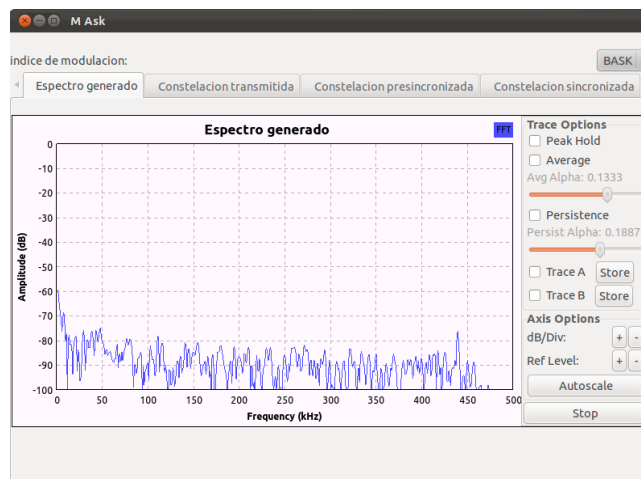 M Ask
indice de modulacion:
BASK
Espectro generado
Constelacion transmitida
Constelacion presincronizada
Constelacion sincronizada
Espectro generado
FFT
Amplitude (dB)
0
-10
-20
-30
-40
-50
-60
-70
-80
-90
-100
0
50
100
150
200
250
300
350
400
450
500
Frequency (kHz)
Trace Options
Peak Hold
Average
Avg Alpha: 0.1333
Persistence
Persist Alpha: 0.1887
Trace A
Store
Trace B
Store
Axis Options
dB/Div:
+
-
Ref Level:
+
-
Autoscale
Stop